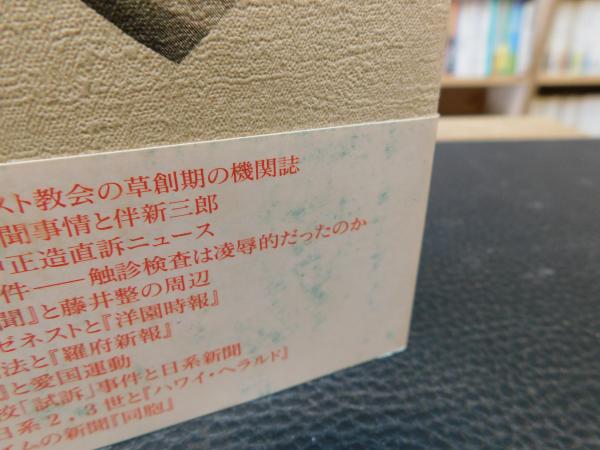 スト教会の草創期の機関誌
聞事情と伴新三郎
正造直訴ニュース
件――触診検査は凌辱的だったのか
聞』と藤井整の周辺
ゼネストと『洋園時報』
法と『羅府新報』
』と愛国運動
校「試訴」事件と日系新聞
日系2、3世と『ハワイ・ヘラルド』
イムの新聞『同胞』